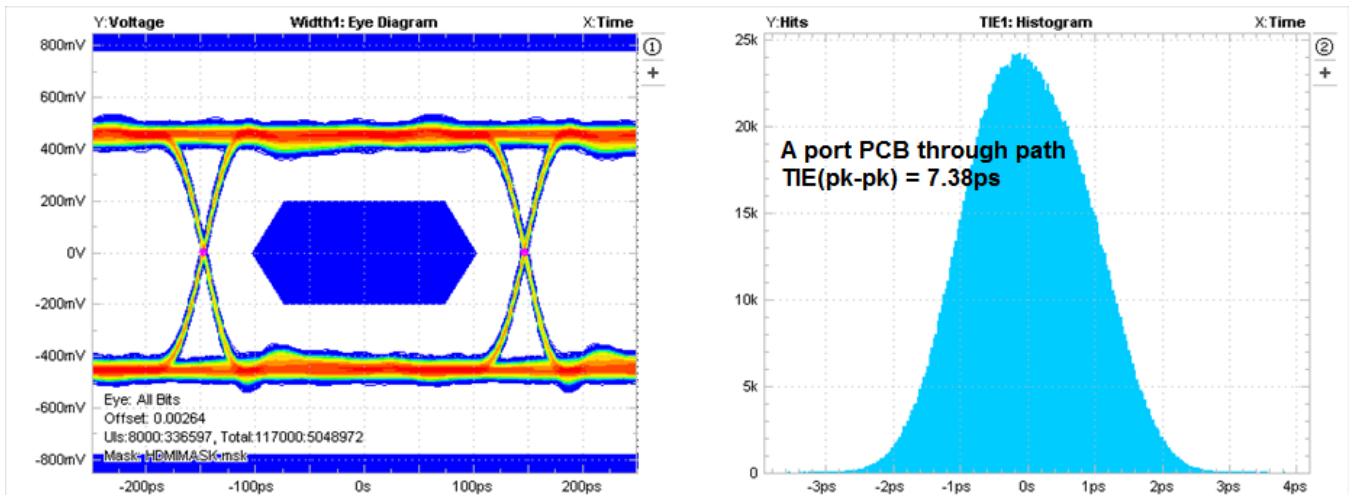 Y:Voltage Width1: Eye Diagram X:Time
800mV
600mV
400mV
200mV
0V
-200mV
-400mV
-600mV
-800mV
Eye: All Bits
Offset: 0.00264
UIs:8000:336597, Total:117000:5048972
Mask: HDMIMASK.msk
-200ps -100ps 0s 100ps 200ps
1
+
Y:Hits TIE1: Histogram X:Time
25k
20k
15k
10k
5k
0
A port PCB through path
TIE(pk-pk) = 7.38ps
-3ps -2ps -1ps 0s 1ps 2ps 3ps 4ps
2
+